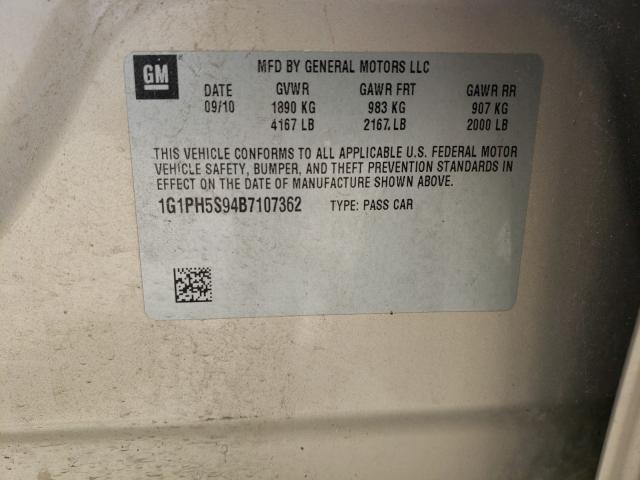 GM
MFD BY GENERAL MOTORS LLC
DATE GVWR GAWR FRT GAWR RR
09/10 1890 KG 983 KG 907 KG
4167 LB 2167 LB 2000 LB
THIS VEHICLE CONFORMS TO ALL APPLICABLE U.S. FEDERAL MOTOR
VEHICLE SAFETY, BUMPER, AND THEFT PREVENTION STANDARDS IN
EFFECT ON THE DATE OF MANUFACTURE SHOWN ABOVE.
1G1PH5S94B7107362 TYPE: PASS CAR